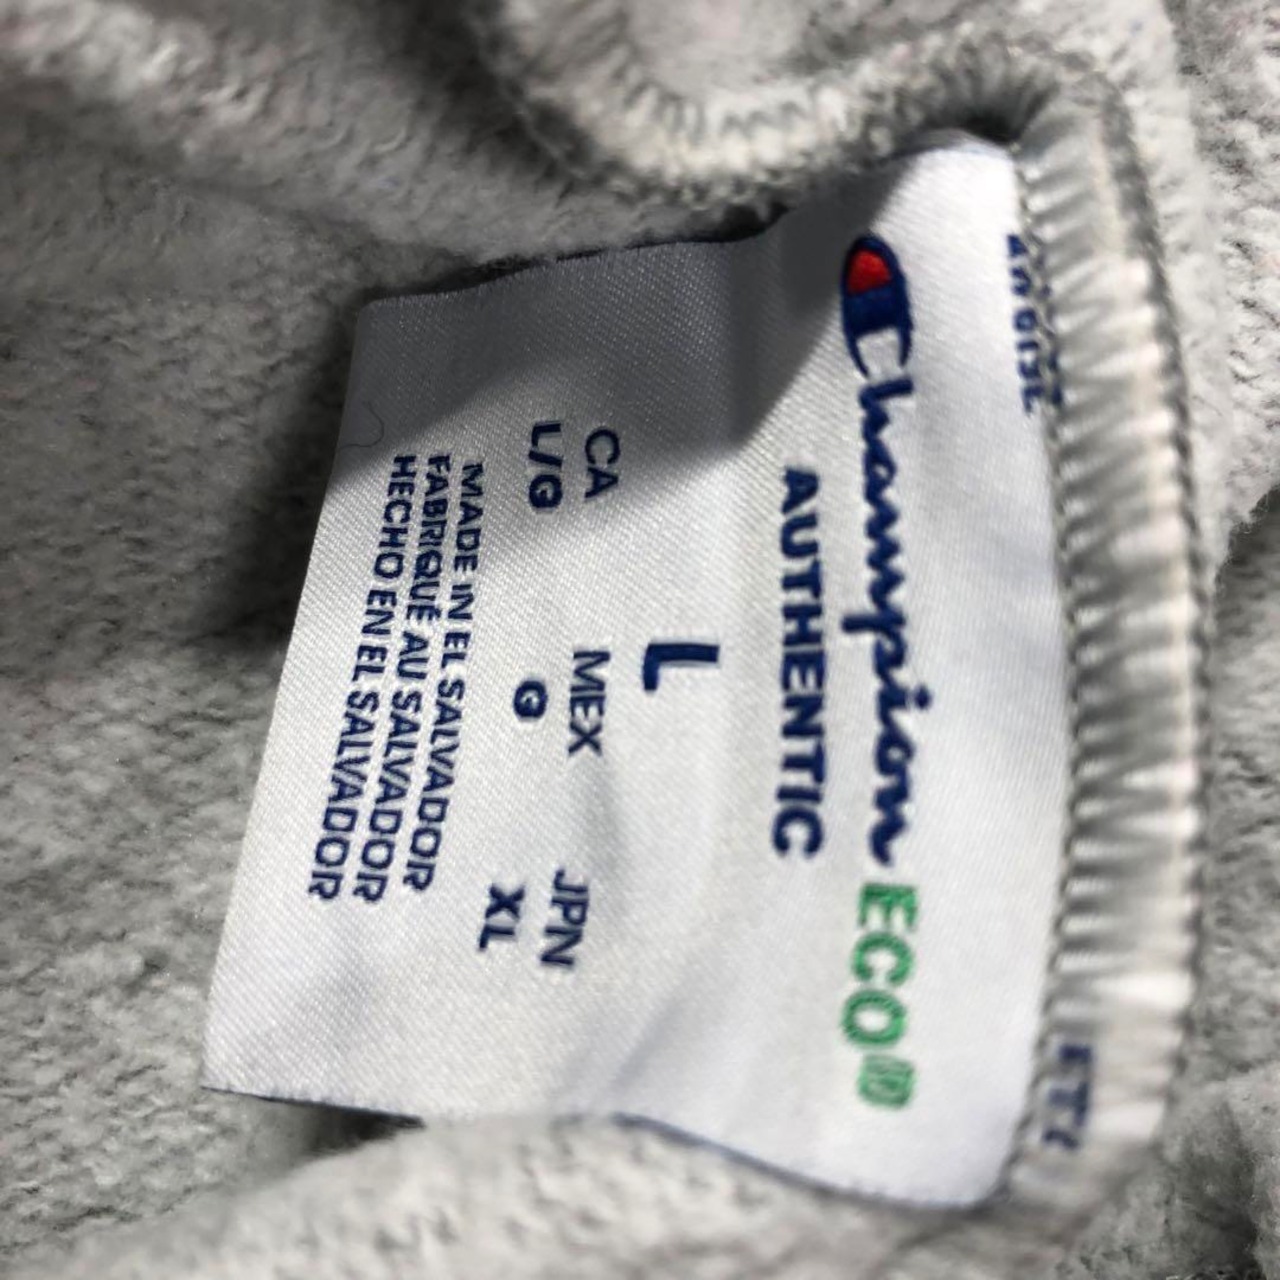 Champion ECO
AUTHENTIC
L
CA MEX JPN
L/G G XL
MADE IN EL SALVADOR
FABRIQUÉ AU SALVADOR
HECHO EN EL SALVADOR